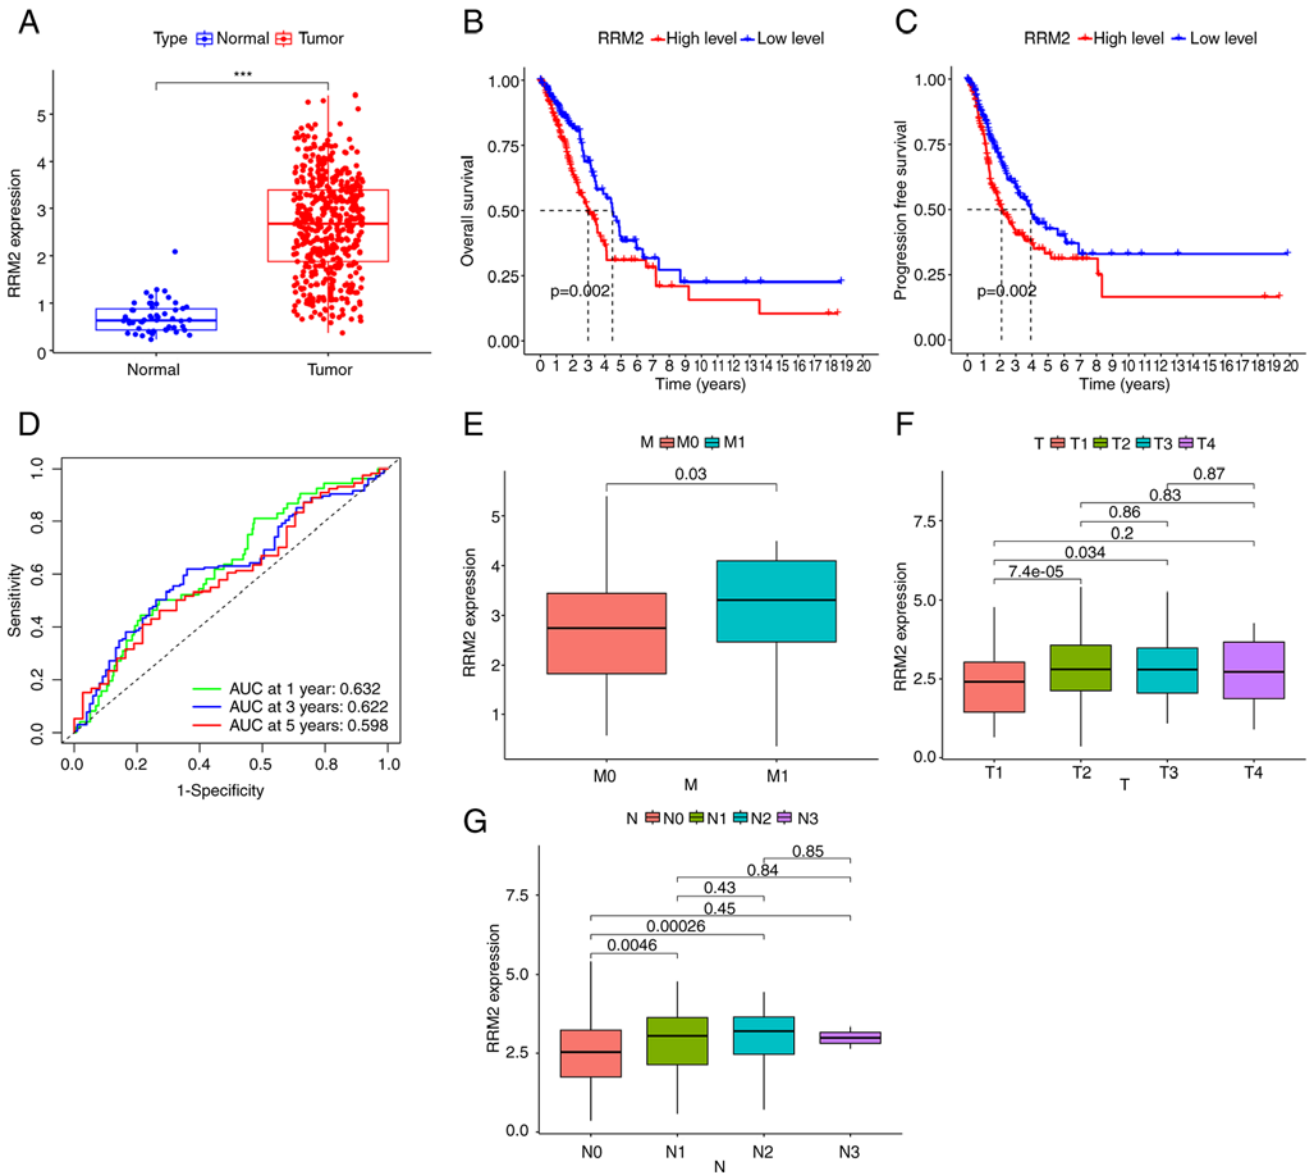 A
Type Normal Tumor
***
RRM2 expression
5
4
3
2
1
0
Normal Tumor
B
RRM2 High level Low level
Overall survival
1.00
0.75
0.50
0.25
0.00
p=0.002
0 1 2 3 4 5 6 7 8 9 10 11 12 13 14 15 16 17 18 19 20
Time (years)
C
RRM2 High level Low level
Progression free survival
1.00
0.75
0.50
0.25
0.00
p=0.002
0 1 2 3 4 5 6 7 8 9 10 11 12 13 14 15 16 17 18 19 20
Time (years)
D
Sensitivity
1.0
0.8
0.6
0.4
0.2
0.0
AUC at 1 year: 0.632
AUC at 3 years: 0.622
AUC at 5 years: 0.598
0.0 0.2 0.4 0.5 0.8 1.0
1-Specificity
E
M M0 M1
0.03
RRM2 expression
5
4
3
2
1
M0 M1
M
F
T T1 T2 T3 T4
0.87
0.83
0.86
0.2
0.034
7.4e-05
RRM2 expression
7.5
5.0
2.5
0.0
T1 T2 T3 T4
T
G
N N0 N1 N2 N3
0.85
0.84
0.43
0.45
0.00026
0.0046
RRM2 expression
7.5
5.0
2.5
0.0
N0 N1 N2 N3
N